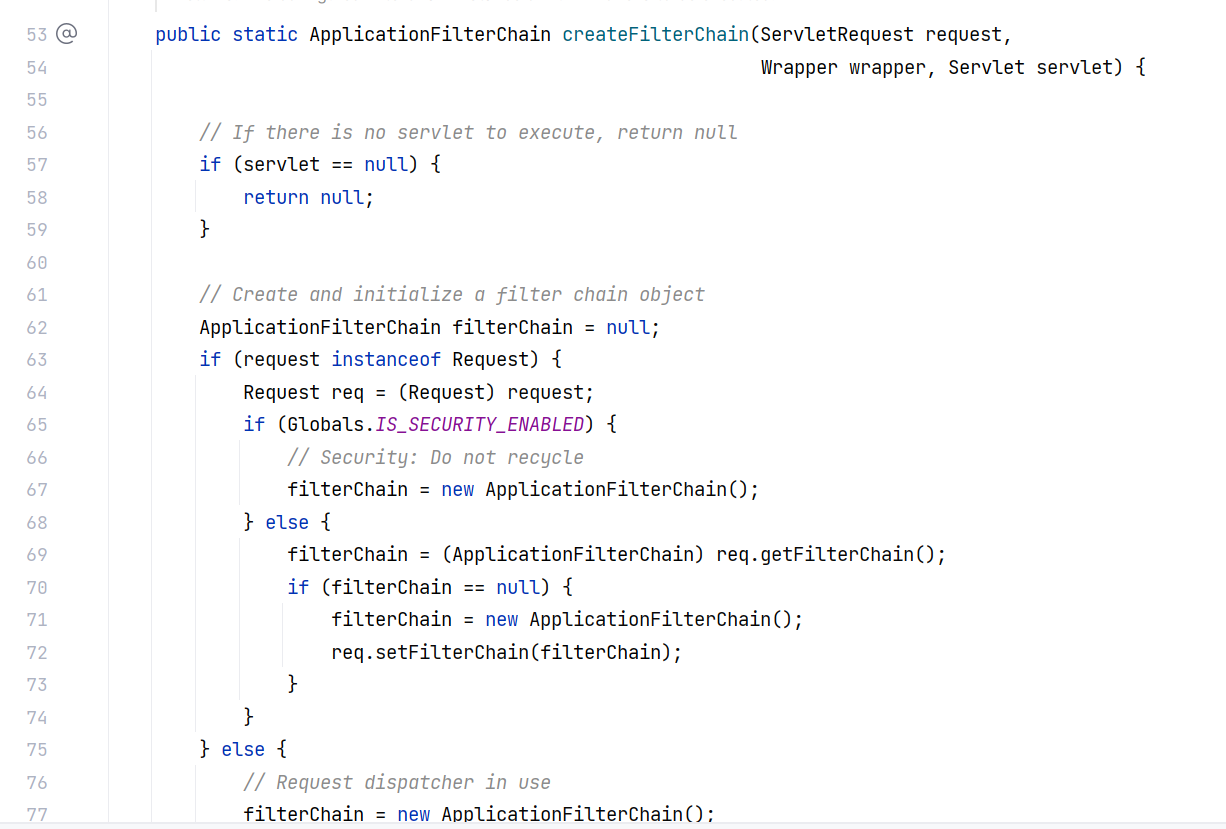 53 @ public static ApplicationFilterChain createFilterChain(ServletRequest request,
54 Wrapper wrapper, Servlet servlet) {
55
56 // If there is no servlet to execute, return null
57 if (servlet == null) {
58 return null;
59 }
60
61 // Create and initialize a filter chain object
62 ApplicationFilterChain filterChain = null;
63 if (request instanceof Request) {
64 Request req = (Request) request;
65 if (Globals.IS_SECURITY_ENABLED) {
66 // Security: Do not recycle
67 filterChain = new ApplicationFilterChain();
68 } else {
69 filterChain = (ApplicationFilterChain) req.getFilterChain();
70 if (filterChain == null) {
71 filterChain = new ApplicationFilterChain();
72 req.setFilterChain(filterChain);
73 }
74 }
75 } else {
76 // Request dispatcher in use
77 filterChain = new ApplicationFilterChain();